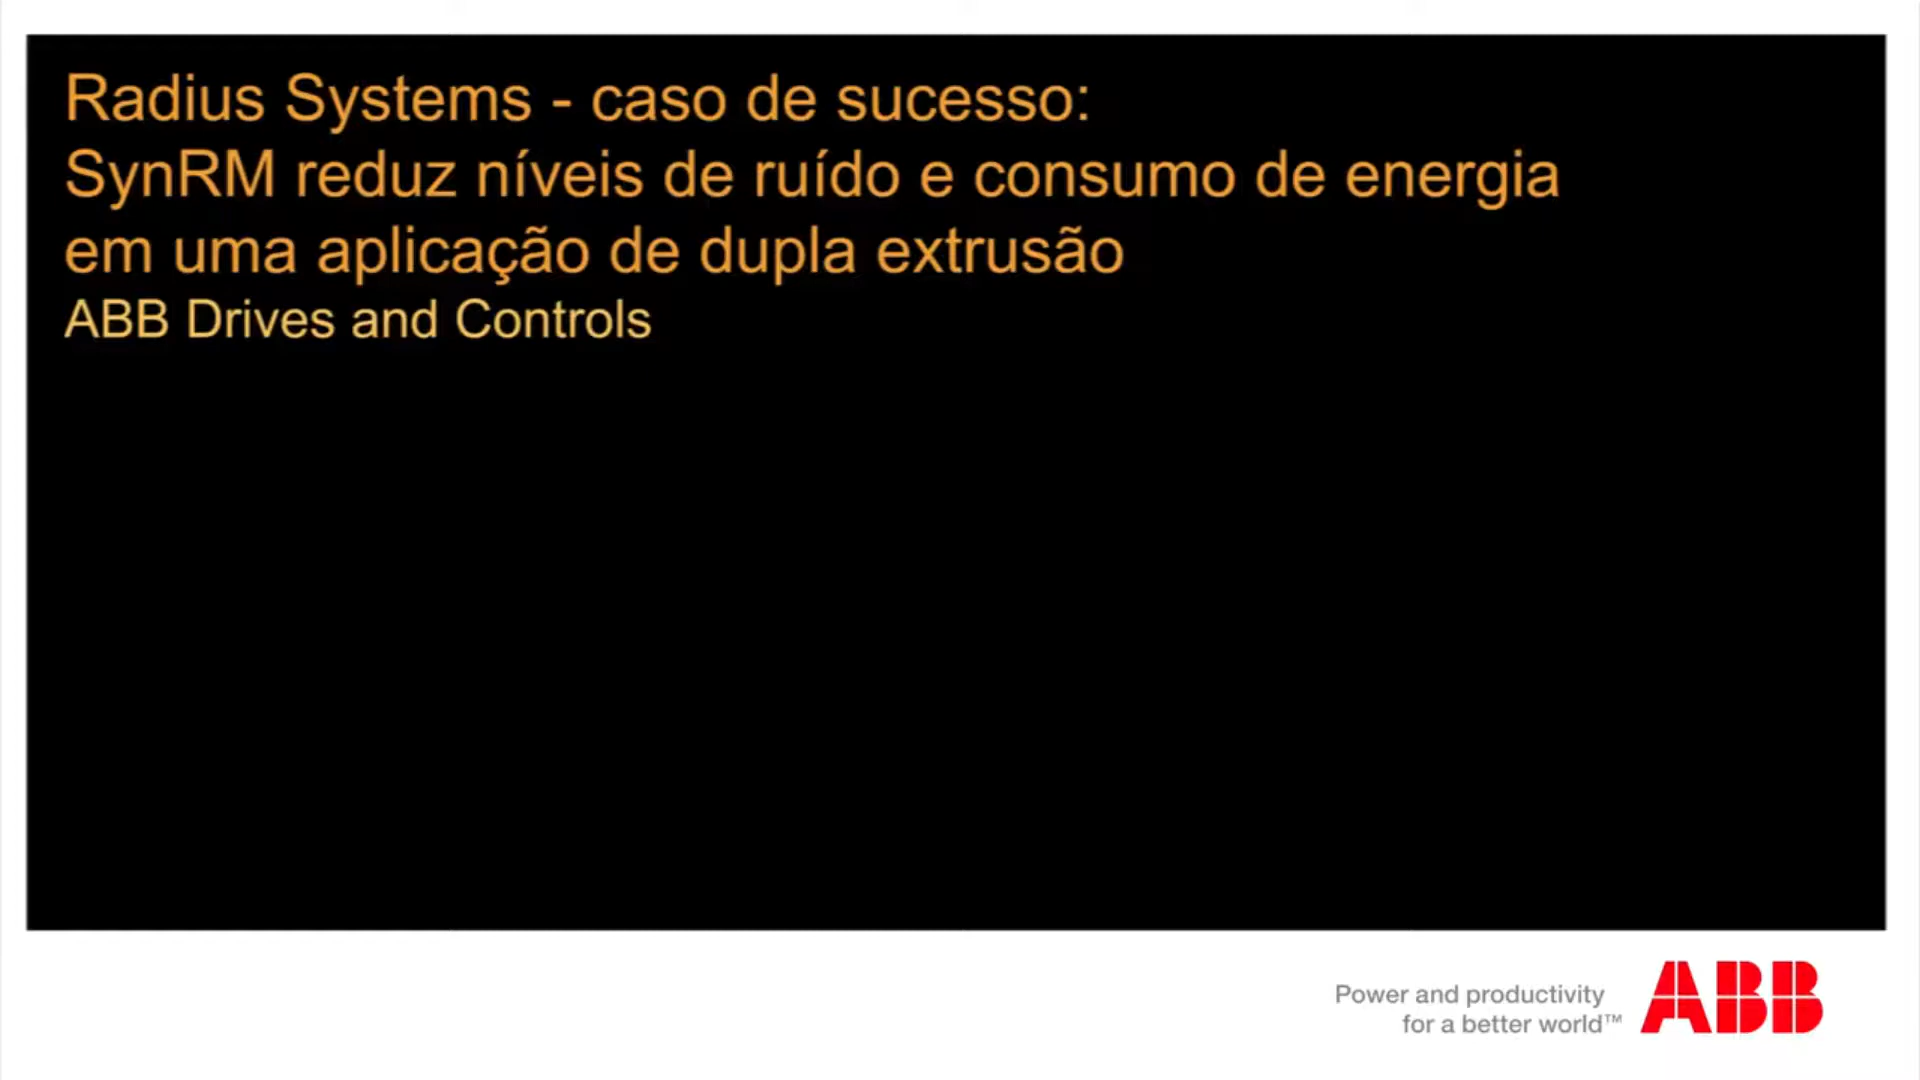 Radius Systems - caso de sucesso:
SynRM reduz níveis de ruído e consumo de energia
em uma aplicação de dupla extrusão
ABB Drives and Controls
Power and productivity
for a better world™
ABB